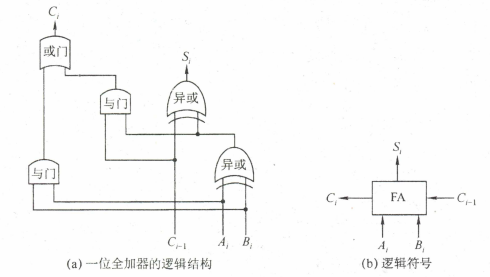 C_i
或门
S_i
与门
异或
与门
异或
C_{i-1}
A_i
B_i
(a) 一位全加器的逻辑结构
S_i
C_i
FA
C_{i-1}
A_i
B_i
(b) 逻辑符号